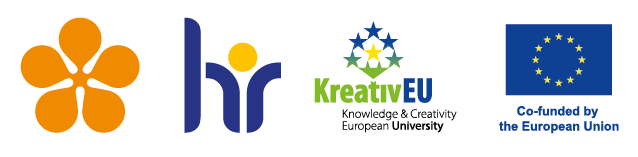 hr
KreativEU
Knowledge & Creativity
European University
Co-funded by
the European Union